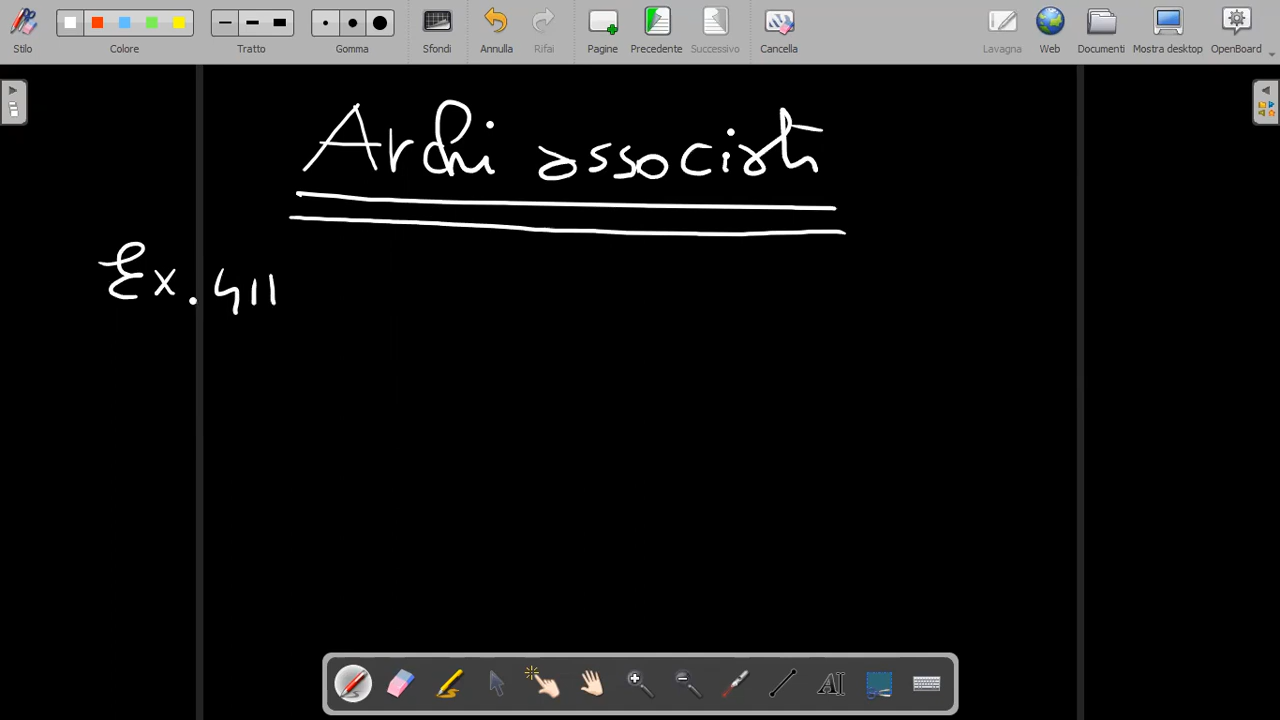 Stilo Colore Tratto Gomma Sfondi Annulla Rifai Pagine Precedente Successivo Cancella Lavagna Web Documenti Mostra desktop OpenBoard
Archi associati
Ex. 411
AI